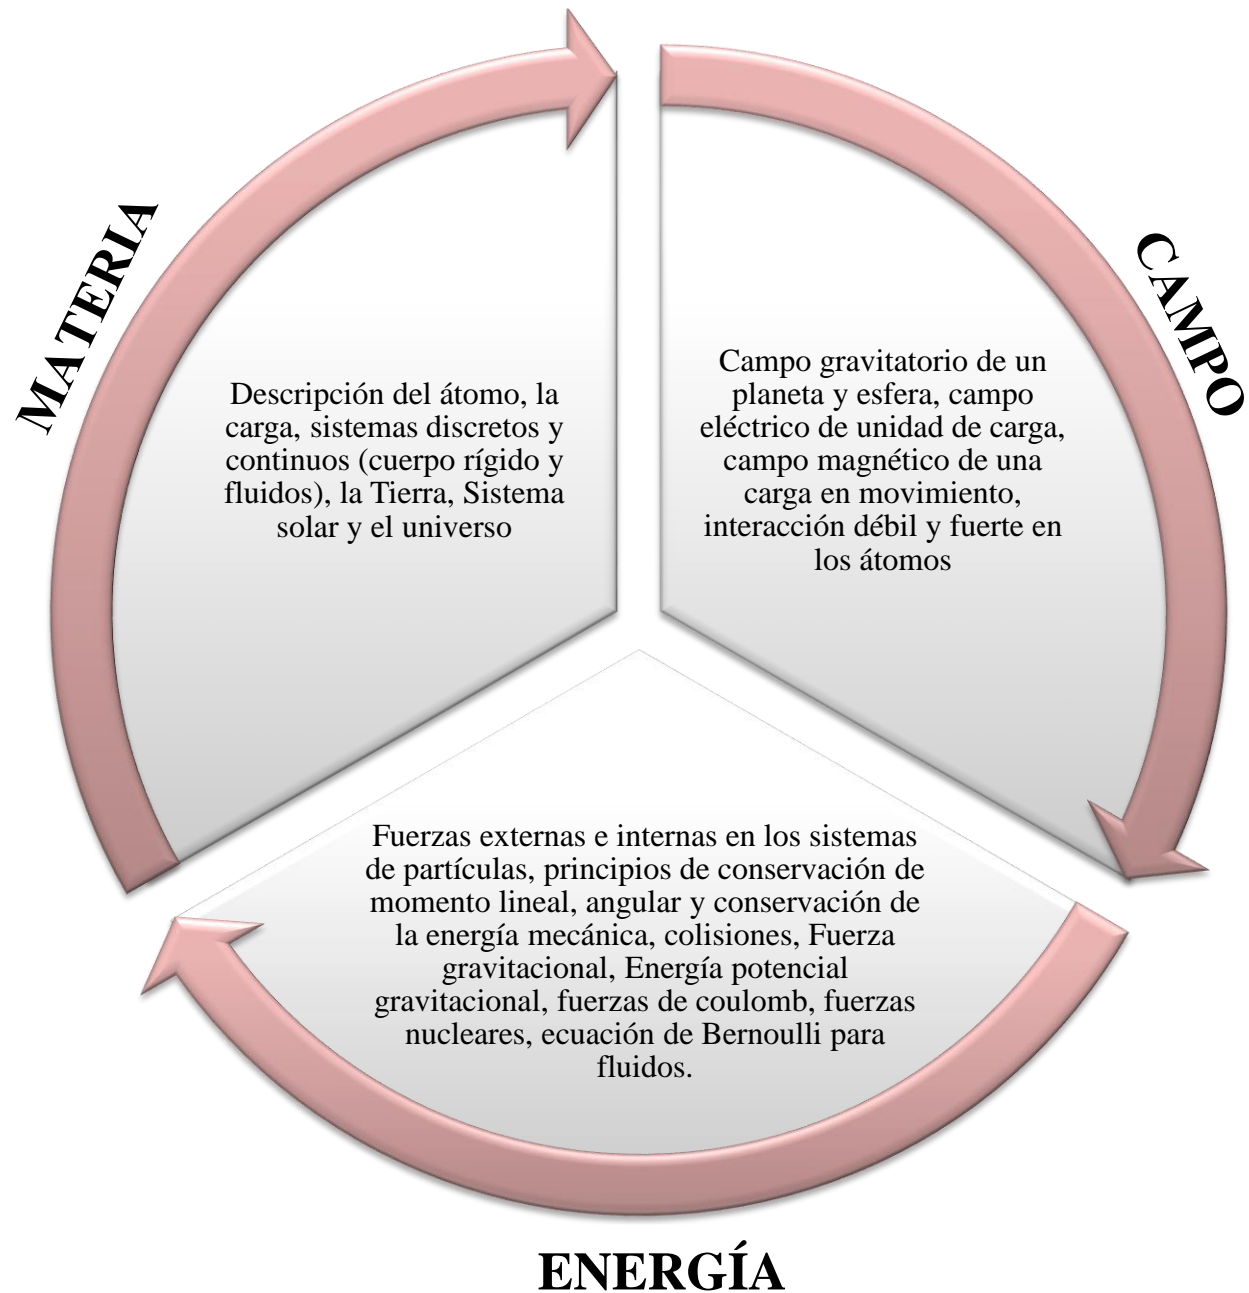 MATERIA
Descripción del átomo, la
carga, sistemas discretos y
continuos (cuerpo rígido y
fluidos), la Tierra, Sistema
solar y el universo
CAMPO
Campo gravitatorio de un
planeta y esfera, campo
eléctrico de unidad de carga,
campo magnético de una
carga en movimiento,
interacción débil y fuerte en
los átomos
Fuerzas externas e internas en los sistemas
de partículas, principios de conservación de
momento lineal, angular y conservación de
la energía mecánica, colisiones, Fuerza
gravitacional, Energía potencial
gravitacional, fuerzas de coulomb, fuerzas
nucleares, ecuación de Bernoulli para
fluidos.
ENERGÍA